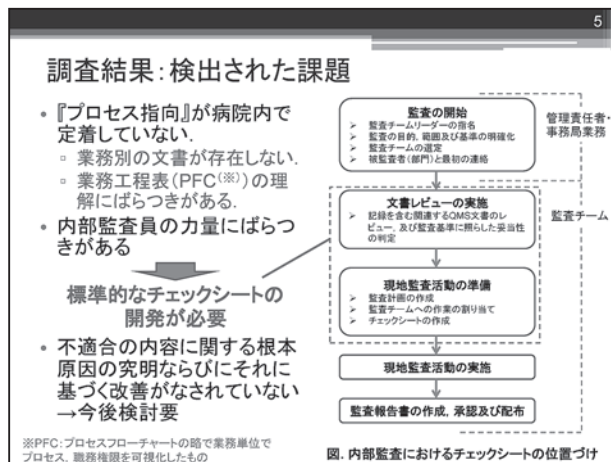 5
調査結果:検出された課題
• 『プロセス指向』が病院内で
定着していない.
▫ 業務別の文書が存在しない.
▫ 業務工程表(PFC(※))の理
解にばらつきがある.
• 内部監査員の力量にばらつ
きがある
標準的なチェックシートの
開発が必要
• 不適合の内容に関する根本
原因の究明ならびにそれに
基づく改善がなされていない
→今後検討要
※PFC:プロセスフローチャートの略で業務単位で
プロセス, 職務権限を可視化したもの
監査の開始
➢ 監査チームリーダーの指名
➢ 監査の目的, 範囲及び基準の明確化
➢ 監査チームの選定
➢ 被監査者(部門)と最初の連絡
管理責任者・
事務局業務
文書レビューの実施
➢ 記録を含む関連するQMS文書のレ
ビュー, 及び監査基準に照らした妥当性
の判定
監査チーム
現地監査活動の準備
➢ 監査計画の作成
➢ 監査チームへの作業の割り当て
➢ チェックシートの作成
現地監査活動の実施
監査報告書の作成, 承認及び配布
図. 内部監査におけるチェックシートの位置づけ